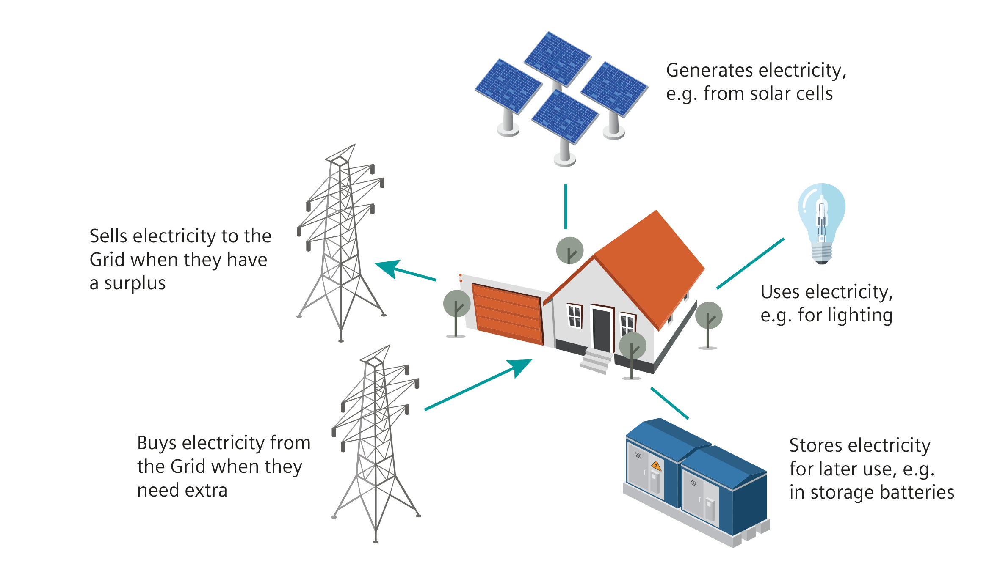 Generates electricity,
e.g. from solar cells
Sells electricity to the
Grid when they have
a surplus
Uses electricity,
e.g. for lighting
Buys electricity from
the Grid when they
need extra
Stores electricity
for later use, e.g.
in storage batteries